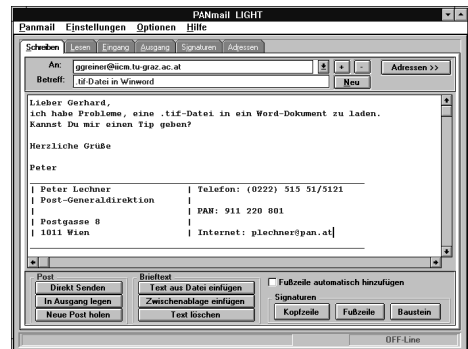 PANmail LIGHT
Panmail Einstellungen Optionen Hilfe
Schreiben Lesen Eingang Ausgang Signaturen Adressen
An: ggreiner@iicm.tu-graz.ac.at + - Adressen >>
Betreff: .tif-Datei in Winword Neu
Lieber Gerhard,
ich habe Probleme, eine .tif-Datei in ein Word-Dokument zu laden.
Kannst Du mir einen Tip geben?
Herzliche Grüße
Peter
| Peter Lechner | Telefon: (0222) 515 51/5121
| Post-Generaldirektion |
| | PAN: 911 220 801
| Postgasse 8 |
| 1011 Wien | Internet: plechner@pan.at
Post Brieftext
Direkt Senden Text aus Datei einfügen Fußzeile automatisch hinzufügen
In Ausgang legen Zwischenablage einfügen Signaturen
Neue Post holen Text löschen Kopfzeile Fußzeile Baustein
OFF-Line